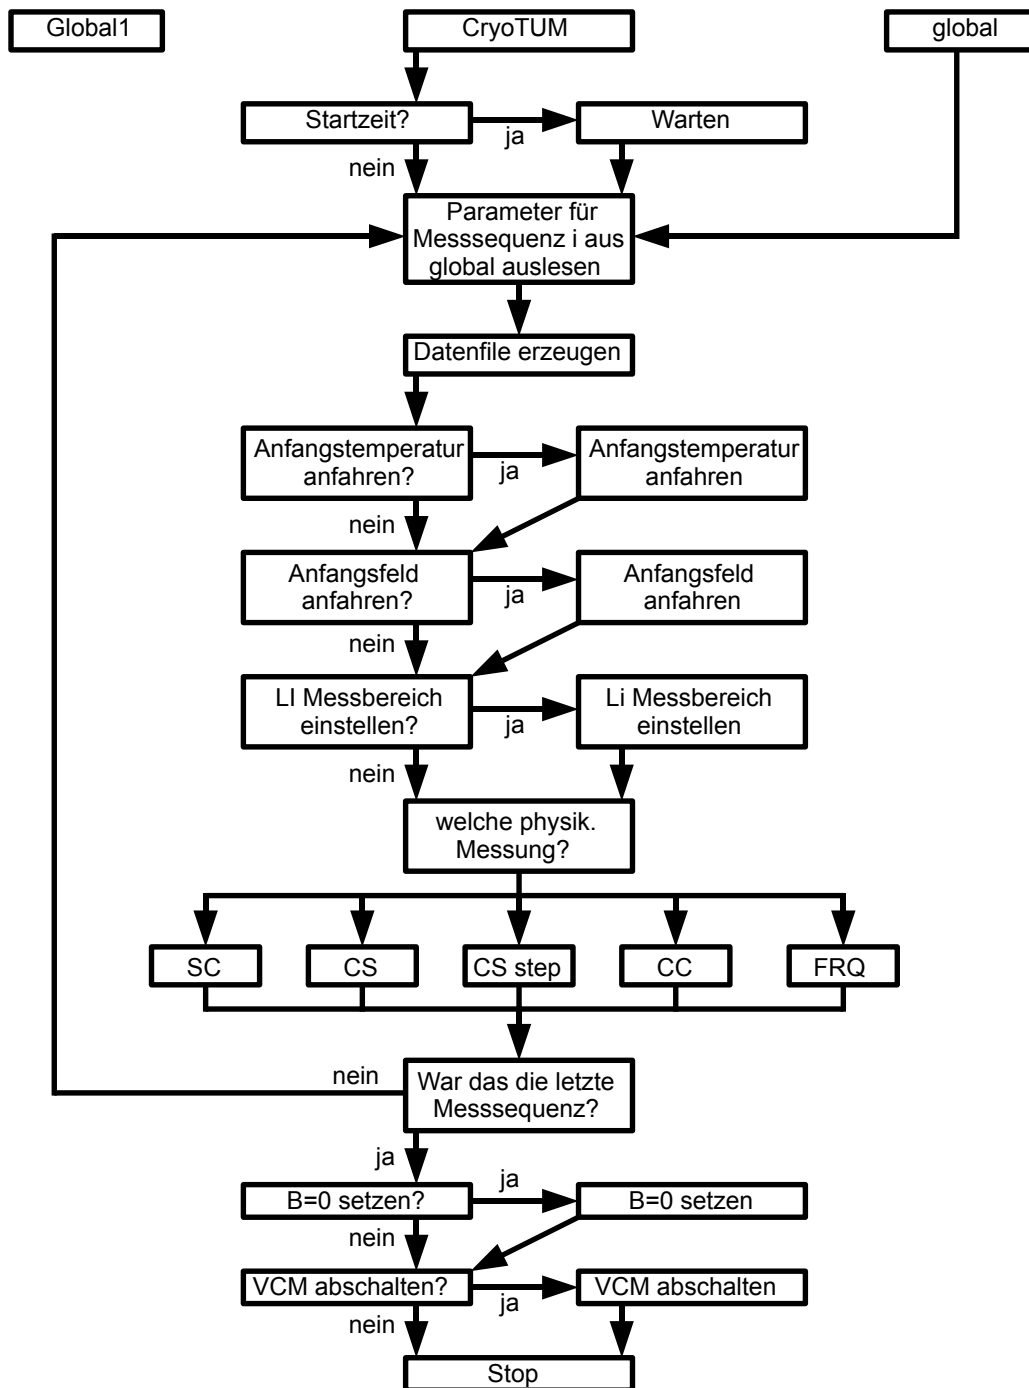 Global1
CryoTUM
global
Startzeit?
ja
Warten
nein
Parameter für
Messsequenz i aus
global auslesen
Datenfile erzeugen
Anfangstemperatur
anfahren?
ja
Anfangstemperatur
anfahren
nein
Anfangsfeld
anfahren?
ja
Anfangsfeld
anfahren
nein
LI Messbereich
einstellen?
ja
Li Messbereich
einstellen
nein
welche physik.
Messung?
SC
CS
CS step
CC
FRQ
nein
War das die letzte
Messsequenz?
ja
B=0 setzen?
ja
B=0 setzen
nein
VCM abschalten?
ja
VCM abschalten
nein
Stop